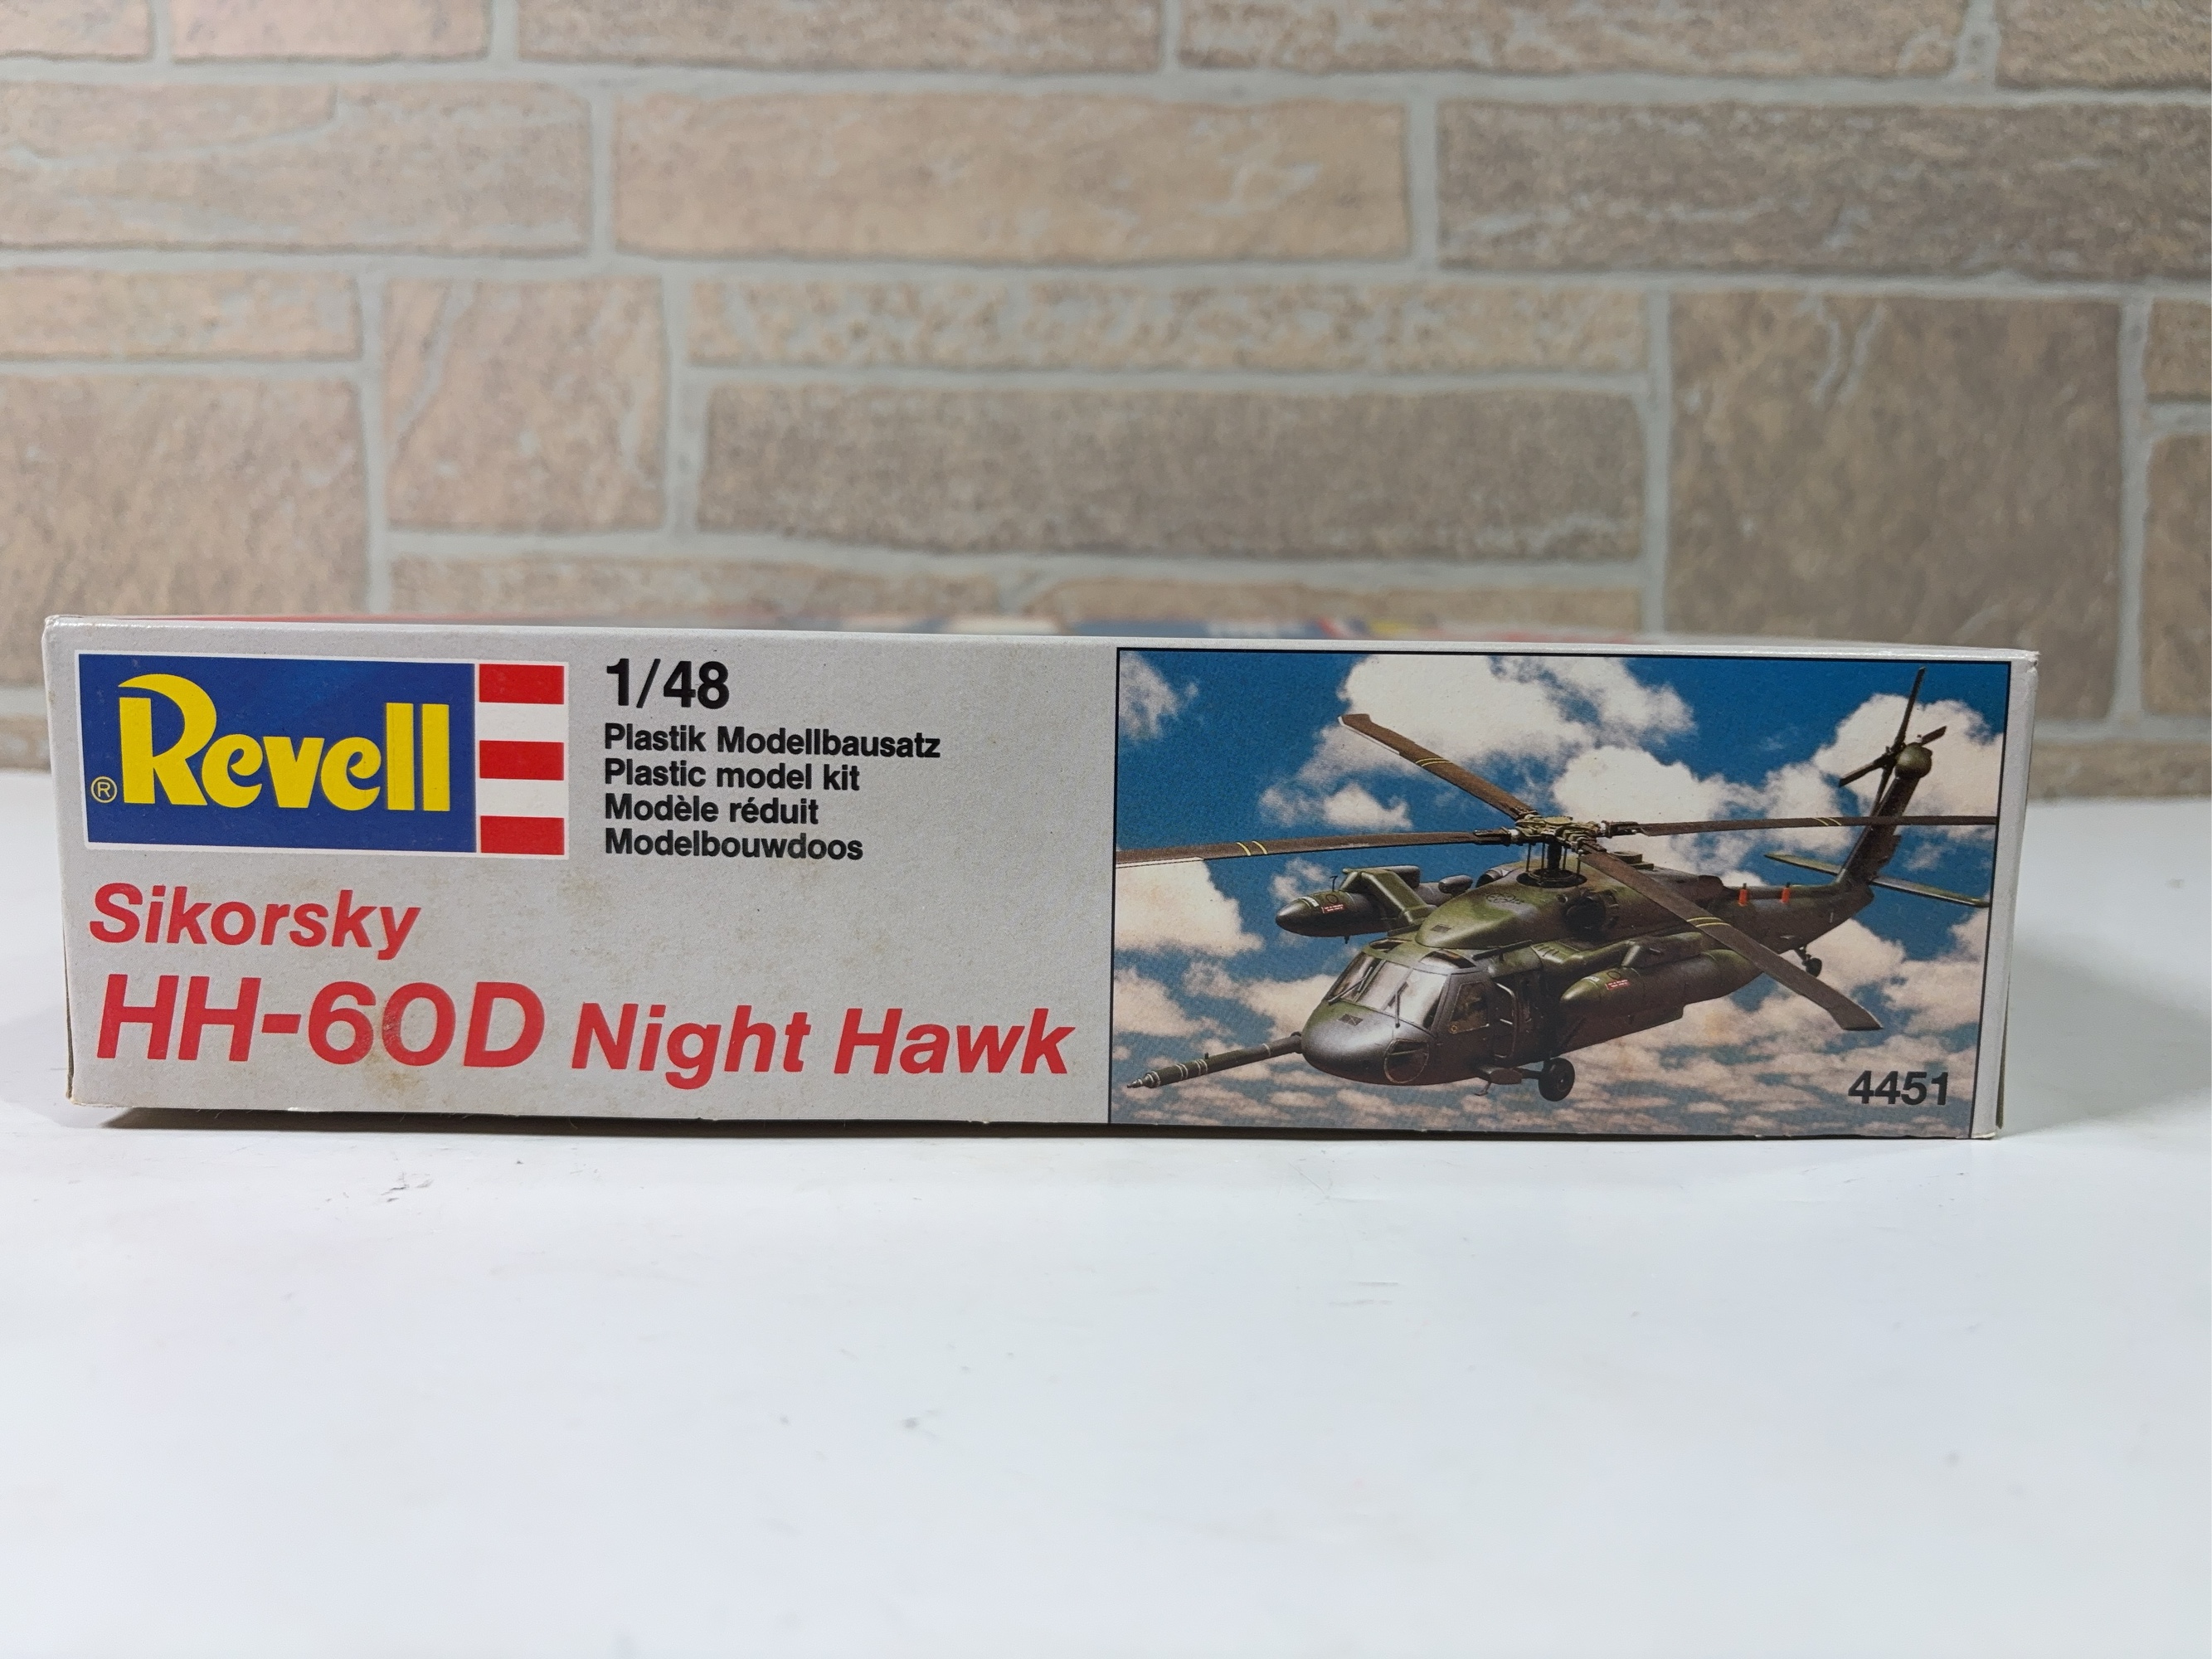 ® Revell
1/48
Plastik Modellbausatz
Plastic model kit
Modèle réduit
Modelbouwdoos
Sikorsky
HH-60D Night Hawk
4451